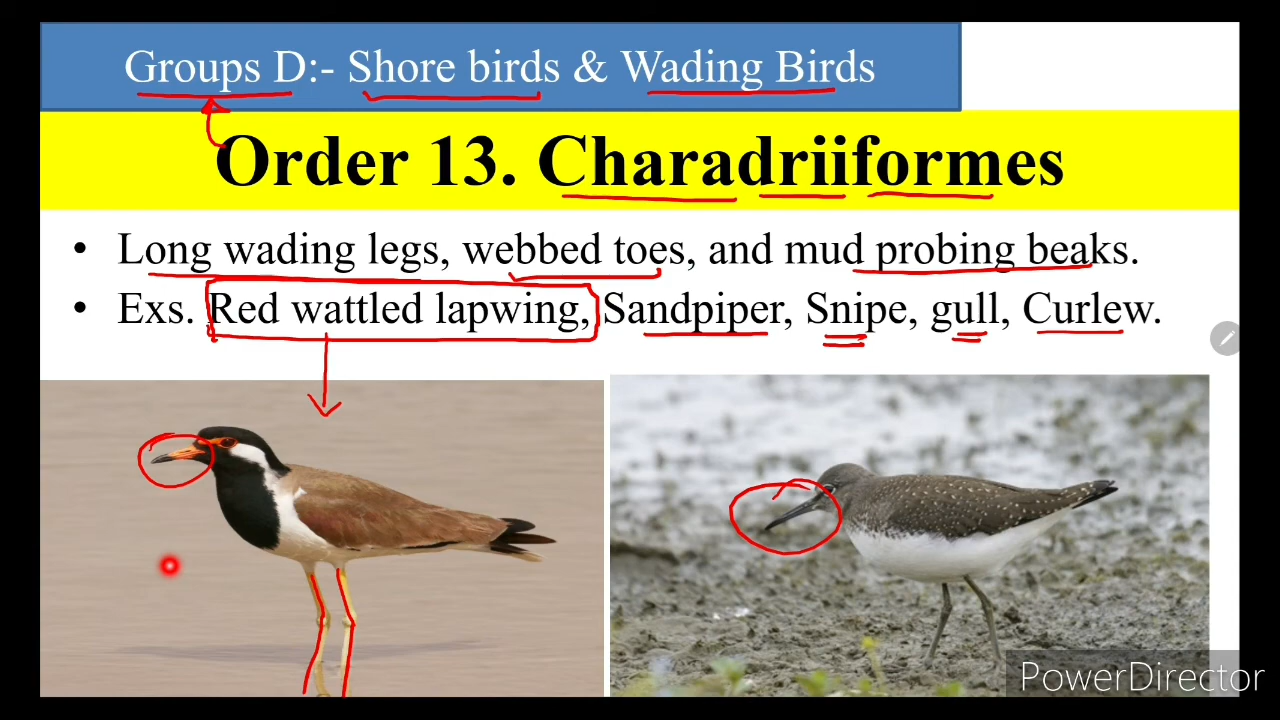 Groups D:- Shore birds & Wading Birds
Order 13. Charadriiformes
• Long wading legs, webbed toes, and mud probing beaks.
• Exs. Red wattled lapwing, Sandpiper, Snipe, gull, Curlew.
PowerDirector